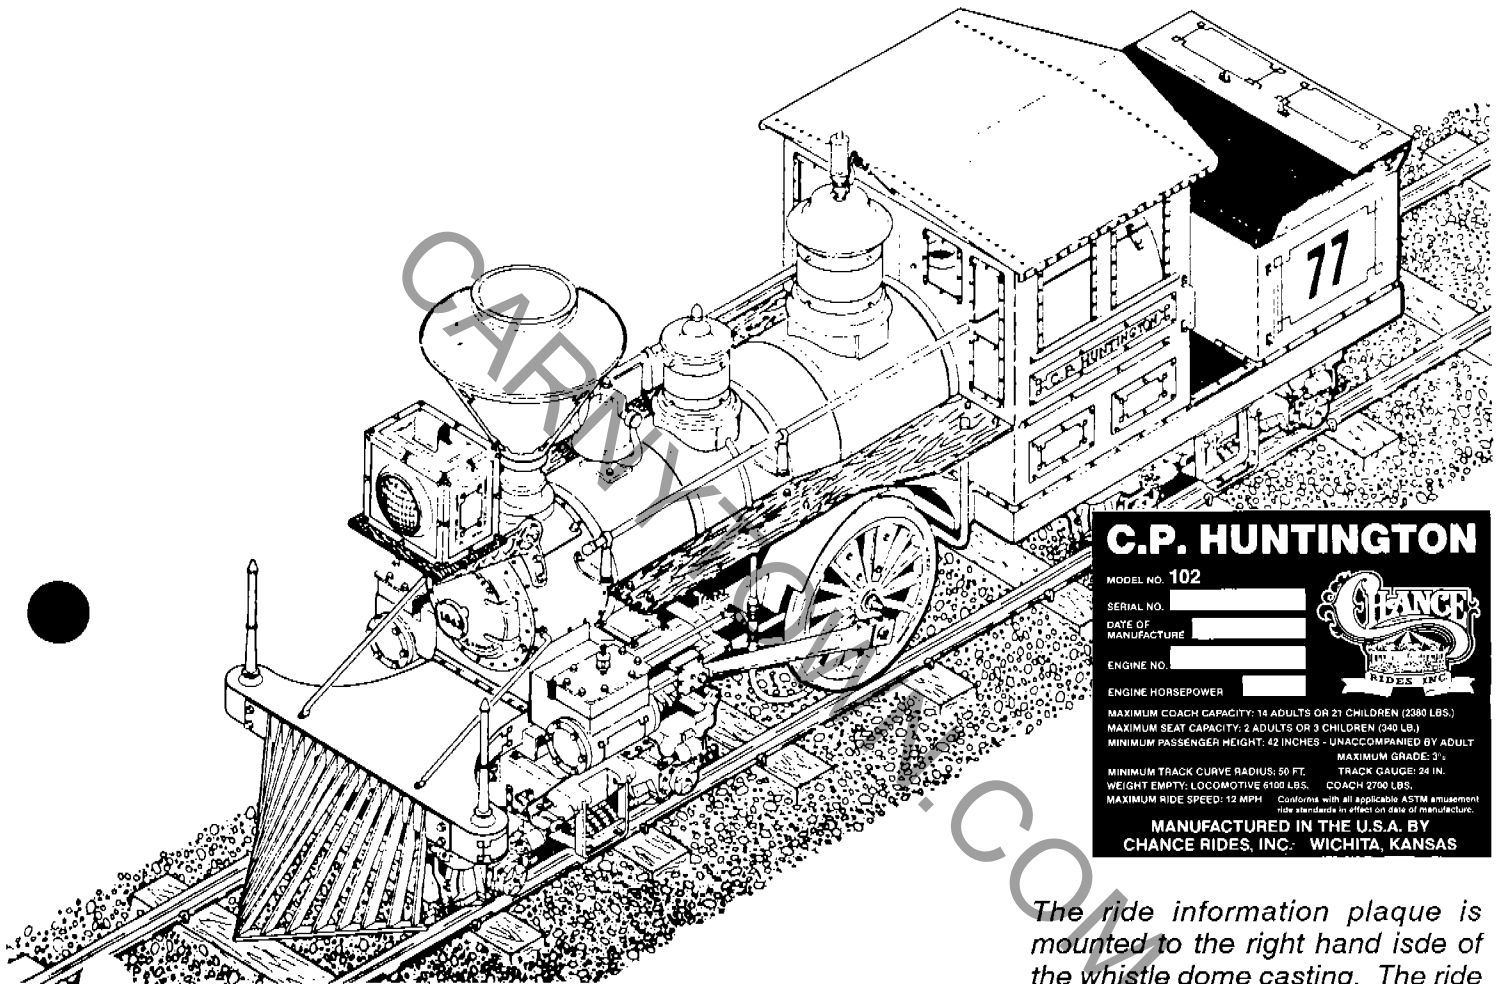 77
C.P. HUNTINGTON
CARNYTOWN.COM
C.P. HUNTINGTON
MODEL NO. 102
SERIAL NO.
DATE OF
MANUFACTURE
ENGINE NO.
ENGINE HORSEPOWER
CHANCE
RIDES INC
MAXIMUM COACH CAPACITY: 14 ADULTS OR 21 CHILDREN (2380 LBS.)
MAXIMUM SEAT CAPACITY: 2 ADULTS OR 3 CHILDREN (340 LB.)
MINIMUM PASSENGER HEIGHT: 42 INCHES - UNACCOMPANIED BY ADULT
MAXIMUM GRADE: 3%
MINIMUM TRACK CURVE RADIUS: 50 FT. TRACK GAUGE: 24 IN.
WEIGHT EMPTY: LOCOMOTIVE 6100 LBS. COACH 2700 LBS.
MAXIMUM RIDE SPEED: 12 MPH Conforms with all applicable ASTM amusement
ride standards in effect on date of manufacture.
MANUFACTURED IN THE U.S.A. BY
CHANCE RIDES, INC. WICHITA, KANSAS
The ride information plaque is
mounted to the right hand isde of
the whistle dome casting. The ride